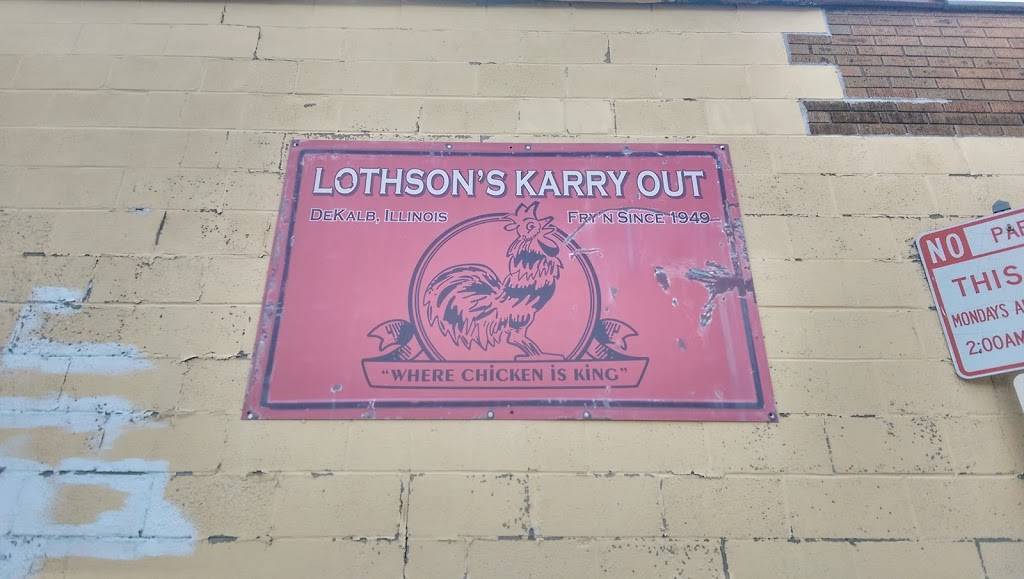 LOTHSON'S KARRY OUT
DEKALB, ILLINOIS
FRY'N SINCE 1949
"WHERE CHICKEN IS KING"
NO
THIS
MONDAYS
2:00AM